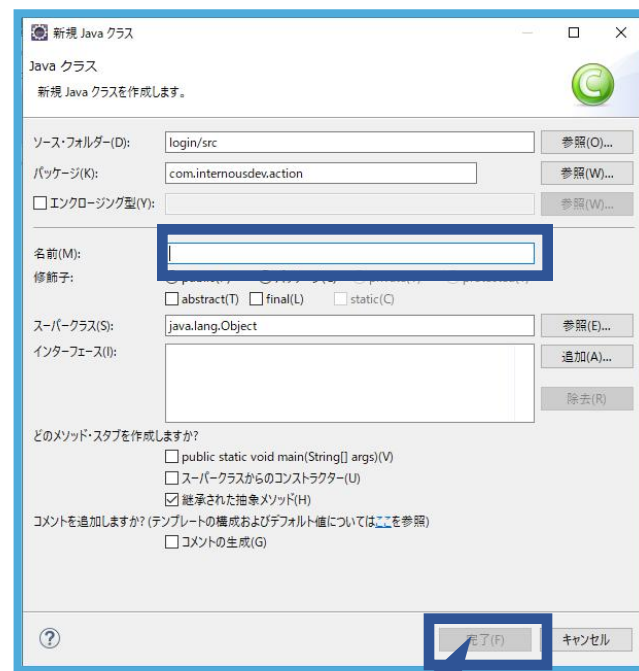 新規 Java クラス
Java クラス
新規 Java クラスを作成します。
ソース・フォルダー(D): login/src 参照(O)...
パッケージ(K): com.internousdev.action 参照(W)...
エンクロージング型(Y): 参照(W)...
名前(M):
修飾子:
abstract(T) final(L) static(C)
スーパークラス(S): java.lang.Object 参照(E)...
インターフェース(I): 追加(A)...
除去(R)
どのメソッド・スタブを作成しますか?
public static void main(String[] args)(V)
スーパークラスからのコンストラクター(U)
継承された抽象メソッド(H)
コメントを追加しますか? (テンプレートの構成およびデフォルト値についてはここを参照)
コメントの生成(G)
完了(F) キャンセル